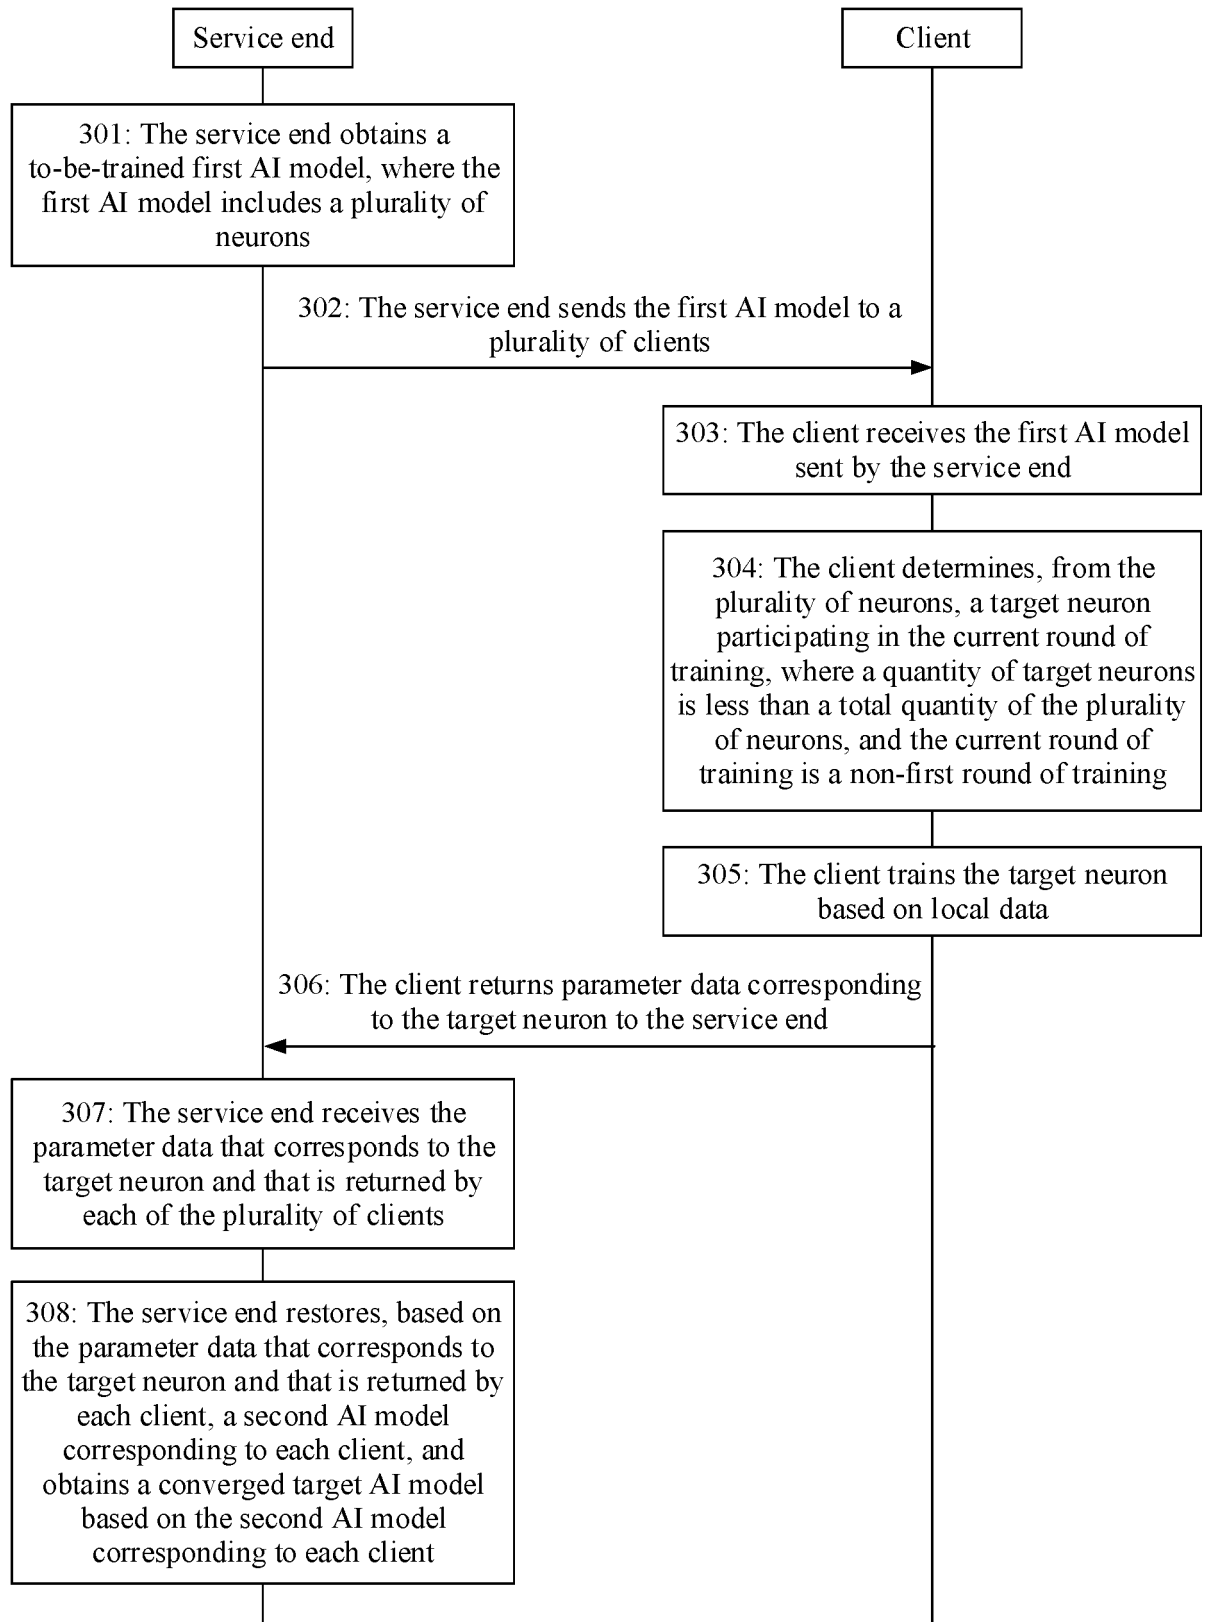 Service end
Client
301: The service end obtains a
to-be-trained first AI model, where the
first AI model includes a plurality of
neurons
302: The service end sends the first AI model to a
plurality of clients
303: The client receives the first AI model
sent by the service end
304: The client determines, from the
plurality of neurons, a target neuron
participating in the current round of
training, where a quantity of target neurons
is less than a total quantity of the plurality
of neurons, and the current round of
training is a non-first round of training
305: The client trains the target neuron
based on local data
306: The client returns parameter data corresponding
to the target neuron to the service end
307: The service end receives the
parameter data that corresponds to the
target neuron and that is returned by
each of the plurality of clients
308: The service end restores, based on
the parameter data that corresponds to
the target neuron and that is returned by
each client, a second AI model
corresponding to each client, and
obtains a converged target AI model
based on the second AI model
corresponding to each client